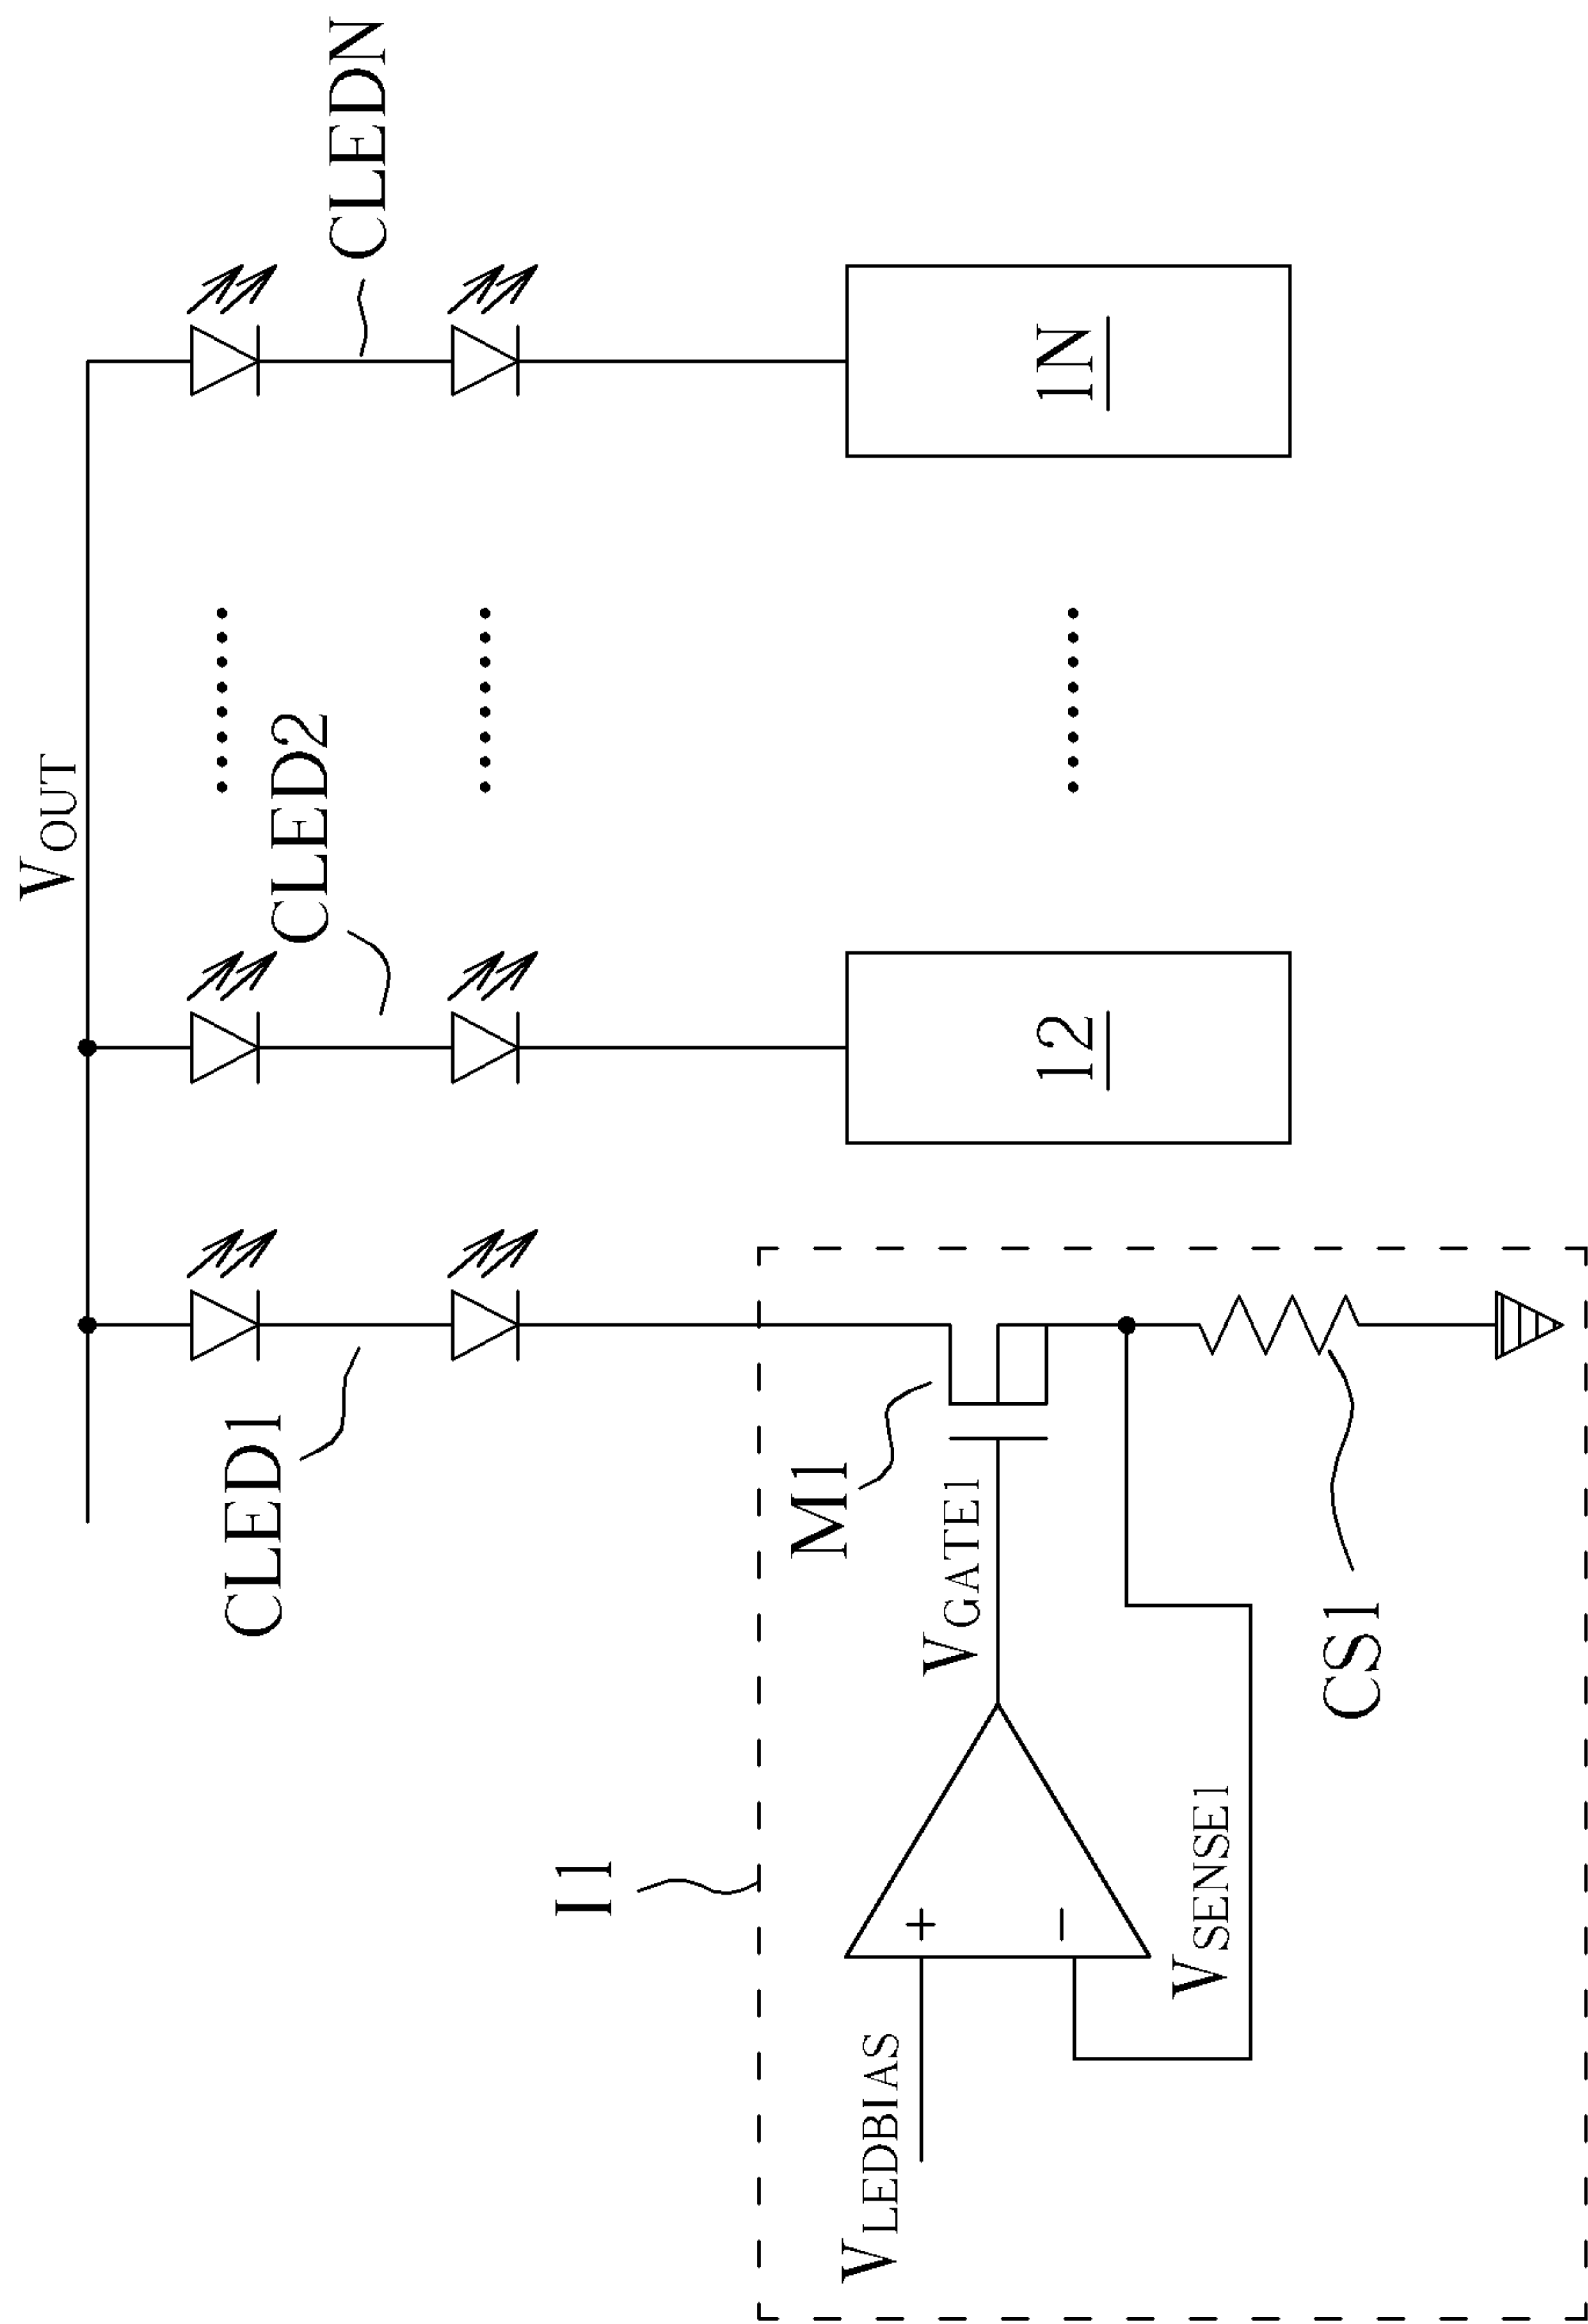 VOUT
CLED1
CLED2
CLEDN
I1
M1
VLEDBIAS
+
VGATE1
12
1N
−
VSENSE1
CS1